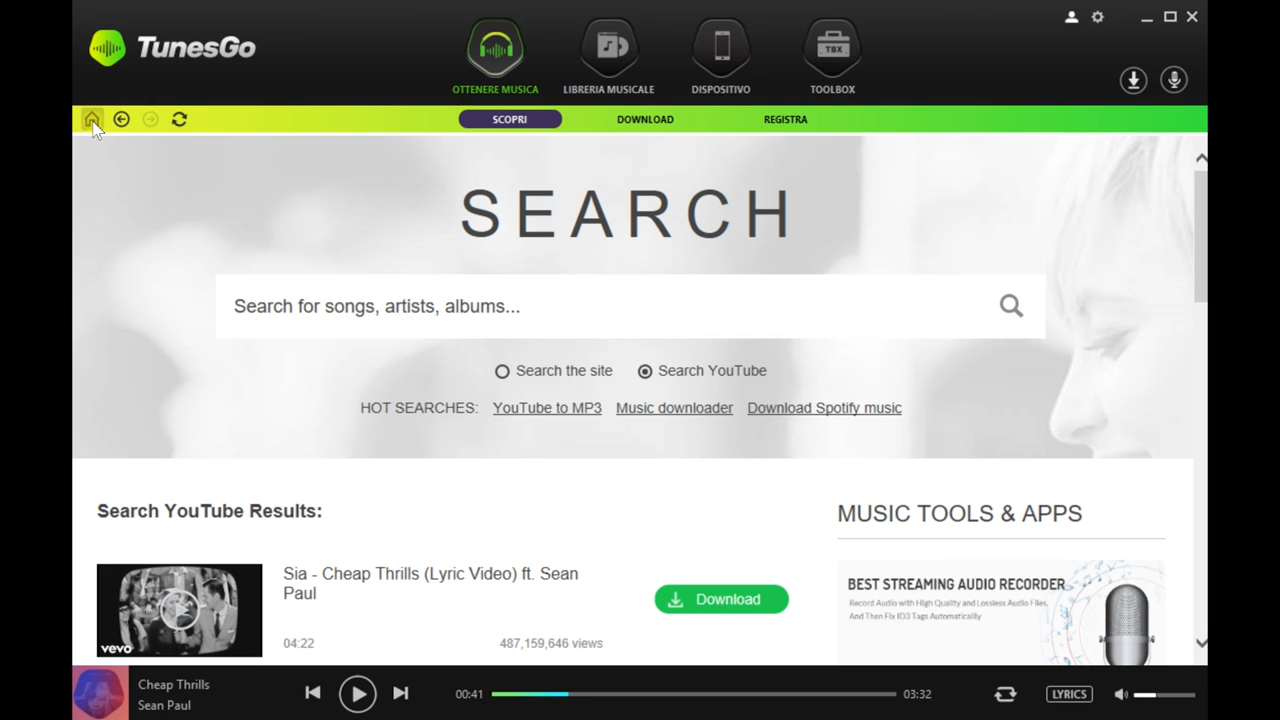 TunesGo
OTTENERE MUSICA
LIBRERIA MUSICALE
DISPOSITIVO
TBX
TOOLBOX
SCOPRI
DOWNLOAD
REGISTRA
SEARCH
Search for songs, artists, albums...
Search the site
Search YouTube
HOT SEARCHES: YouTube to MP3 Music downloader Download Spotify music
Search YouTube Results:
Sia - Cheap Thrills (Lyric Video) ft. Sean
Paul
04:22
487,159,646 views
vevo
Download
MUSIC TOOLS & APPS
BEST STREAMING AUDIO RECORDER
Record Audio with High Quality and Lossless Audio Files,
And Then Fix ID3 Tags Automatically
Cheap Thrills
Sean Paul
00:41
03:32
LYRICS